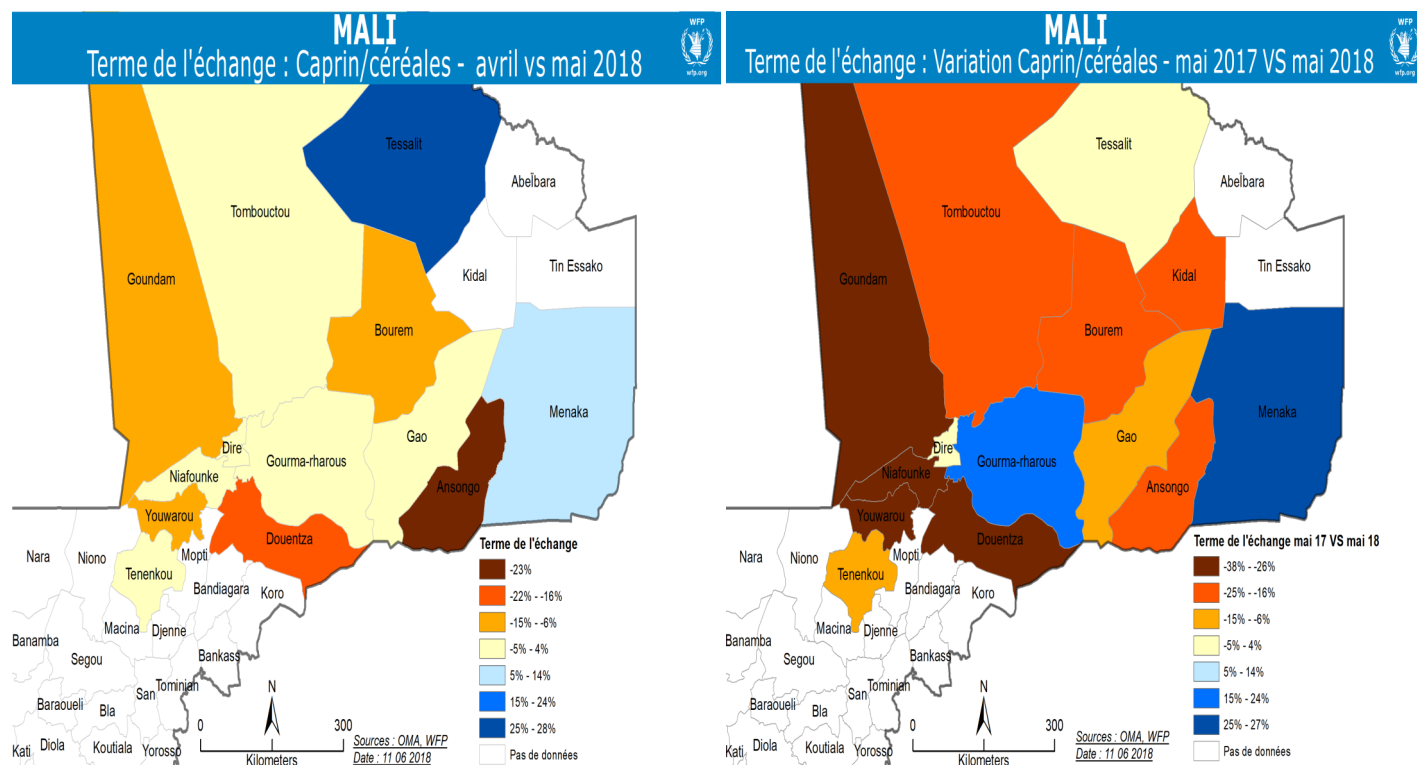 MALI
Terme de l'échange : Caprin/céréales - avril vs mai 2018
WFP
wfp.org
Tessalit
Abeïbara
Tombouctou
Tin Essako
Kidal
Goundam
Bourem
Menaka
Gao
Dire
Gourma-rharous
Niafounke
Ansongo
Youwarou
Douentza
Nara
Niono
Mopti
Tenenkou
Bandiagara
Koro
Macina
Djenne
Banamba
Segou
Bankass
Tominian
San
Baraoueli
Bla
Kati
Diola
Koutiala
Yorosso
N
0
300
Kilometers
Sources : OMA, WFP
Date : 11 06 2018
Terme de l'échange
-23%
-22% - -16%
-15% - -6%
-5% - 4%
5% - 14%
15% - 24%
25% - 28%
Pas de données
MALI
Terme de l'échange : Variation Caprin/céréales - mai 2017 VS mai 2018
WFP
wfp.org
Tessalit
Abeïbara
Tombouctou
Tin Essako
Kidal
Goundam
Bourem
Menaka
Gao
Dire
Gourma-rharous
Niafounke
Ansongo
Youwarou
Douentza
Nara
Niono
Mopti
Tenenkou
Bandiagara
Koro
Macina
Djenne
Banamba
Segou
Bankass
Tominian
San
Baraoueli
Bla
Kati
Diola
Koutiala
Yorosso
N
0
300
Kilometers
Sources : OMA, WFP
Date : 11 06 2018
Terme de l'échange mai 17 VS mai 18
-38% - -26%
-25% - -16%
-15% - -6%
-5% - 4%
5% - 14%
15% - 24%
25% - 27%
Pas de données